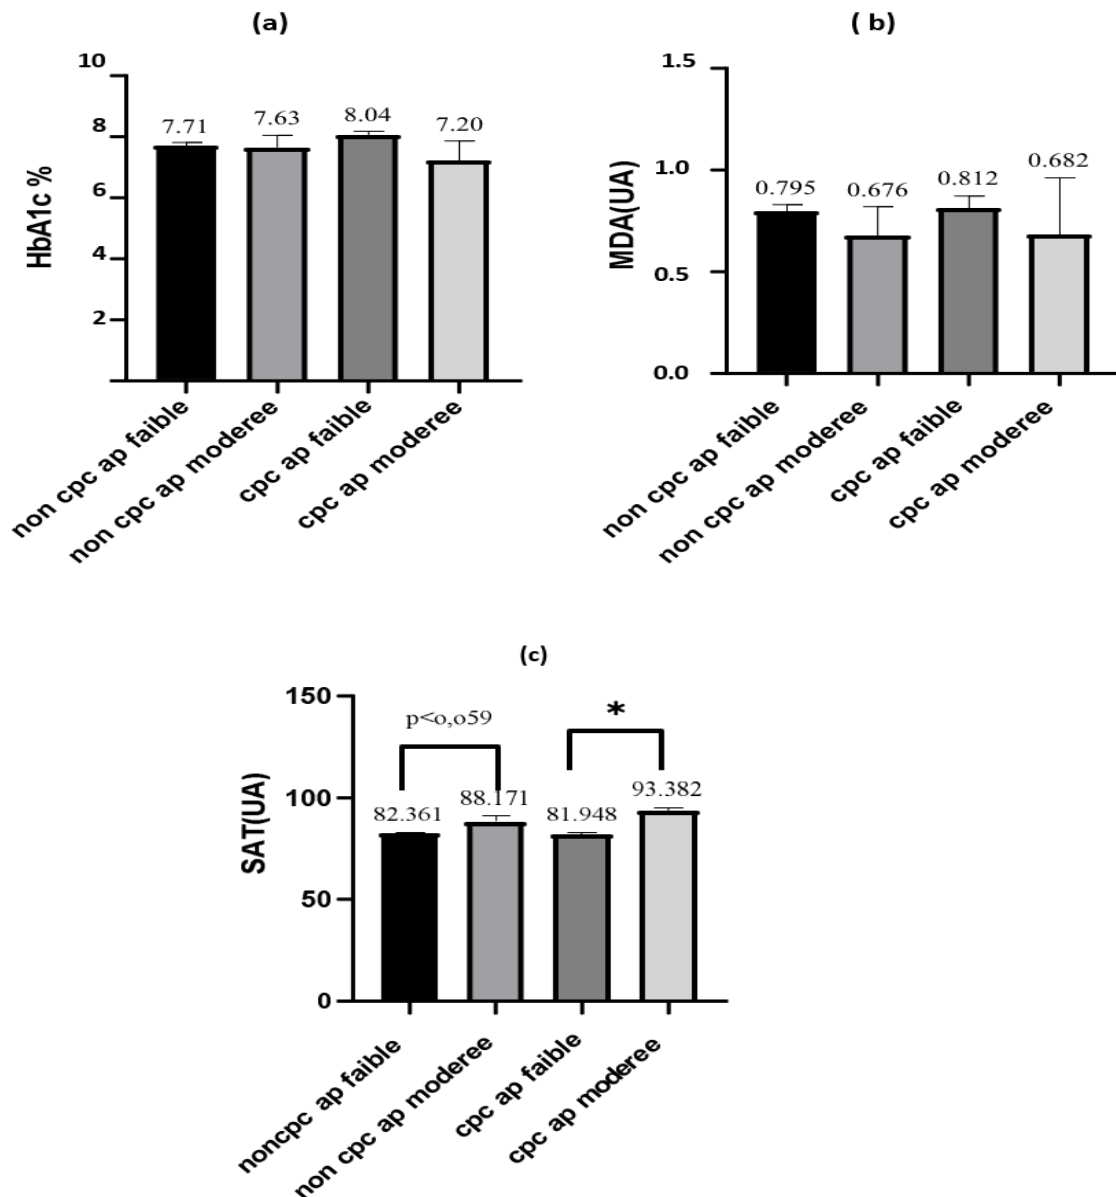 (a)
10
8
6
4
2
HbA1c %
7.71
7.63
8.04
7.20
non cpc ap faible
non cpc ap moderee
cpc ap faible
cpc ap moderee
( b)
1.5
1.0
0.5
0.0
MDA(UA)
0.795
0.676
0.812
0.682
non cpc ap faible
non cpc ap moderee
cpc ap faible
cpc ap moderee
(c)
150
100
50
0
SAT(UA)
p<o,o59
*
82.361
88.171
81.948
93.382
noncpc ap faible
non cpc ap moderee
cpc ap faible
cpc ap moderee